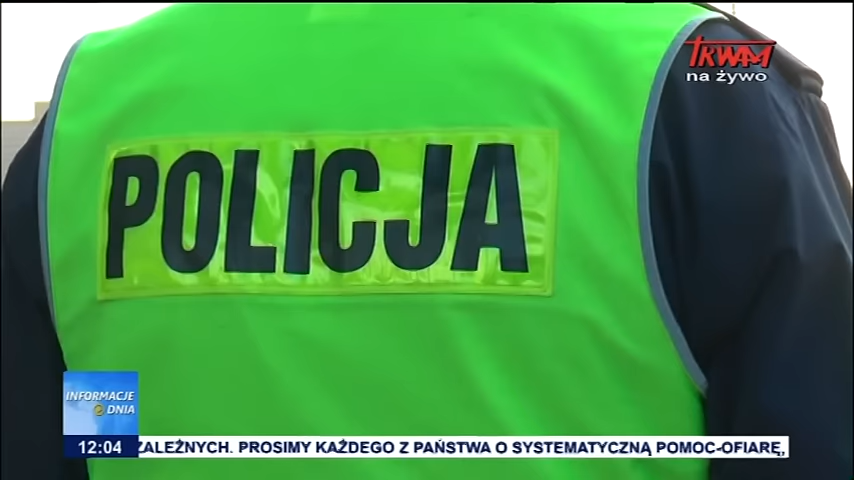 TRWAM
na żywo
POLICJA
INFORMACJE
DNIA
12:04
ZALEŻNYCH. PROSIMY KAŻDEGO Z PAŃSTWA O SYSTEMATYCZNĄ POMOC-OFIARĘ,